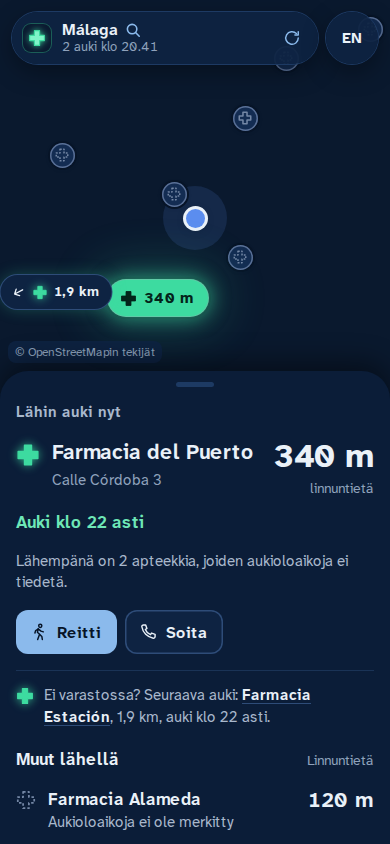 Málaga
2 auki klo 20.41
EN
1,9 km
340 m
© OpenStreetMapin tekijät
Lähin auki nyt
Farmacia del Puerto
340 m
Calle Córdoba 3
linnuntietä
Auki klo 22 asti
Lähempänä on 2 apteekkia, joiden aukioloaikoja ei
tiedetä.
Reitti
Soita
Ei varastossa? Seuraava auki: Farmacia
Estación, 1,9 km, auki klo 22 asti.
Muut lähellä
Linnuntietä
Farmacia Alameda
120 m
Aukioloaikoja ei ole merkitty